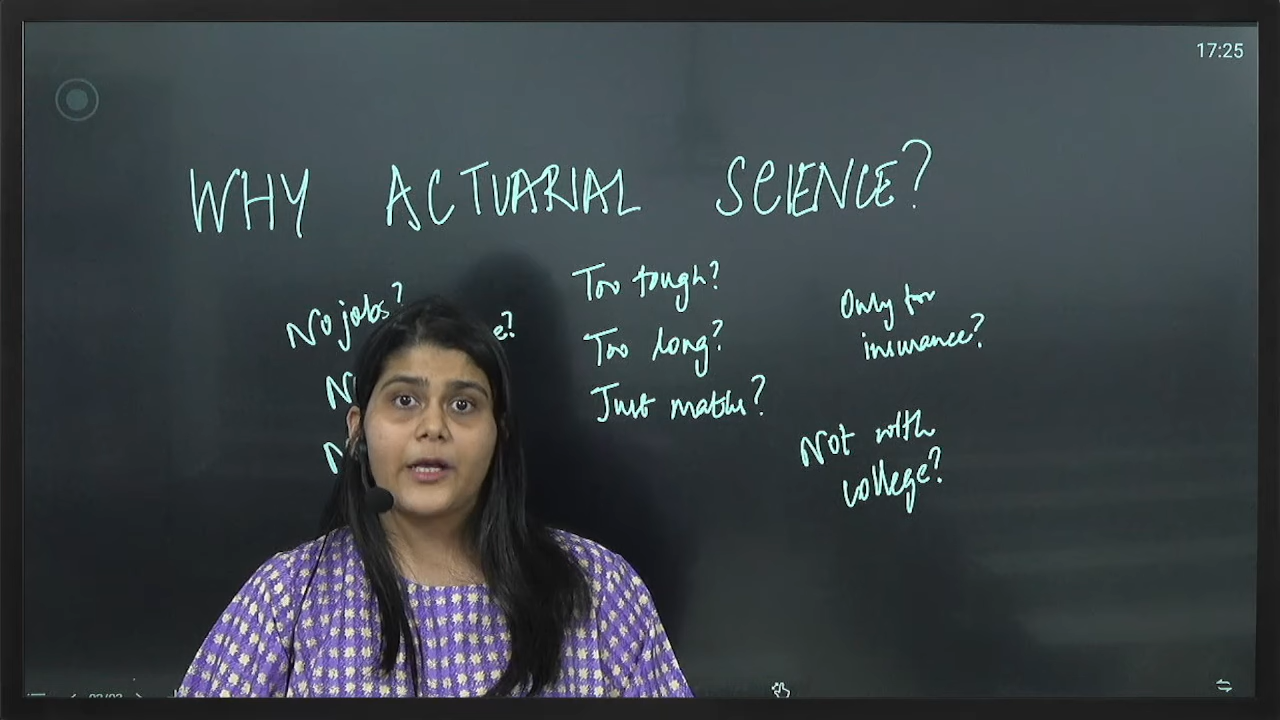 17:25
WHY ACTUARIAL SCIENCE?
No jobs?
Too tough?
Too long?
Just maths?
Only for
insurance?
Not with
college?